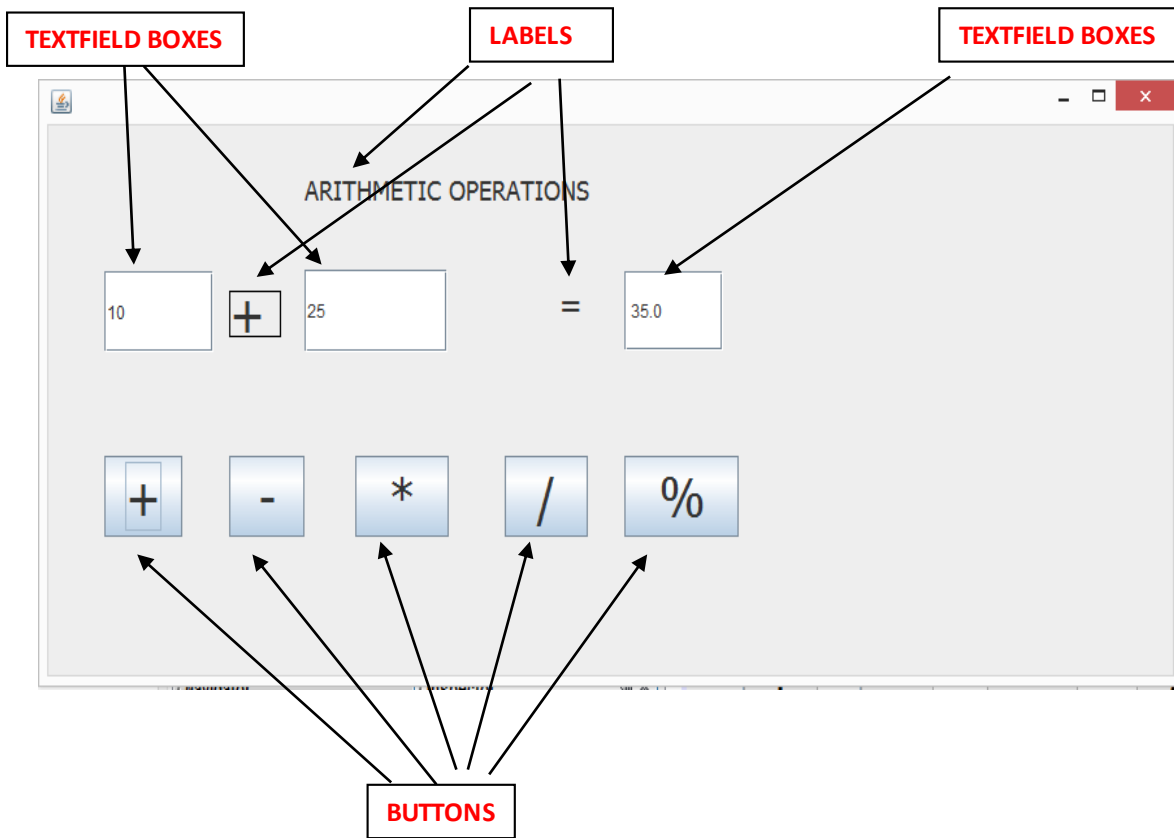 TEXTFIELD BOXES
LABELS
TEXTFIELD BOXES
ARITHMETIC OPERATIONS
10 + 25 = 35.0
+ - * / %
BUTTONS